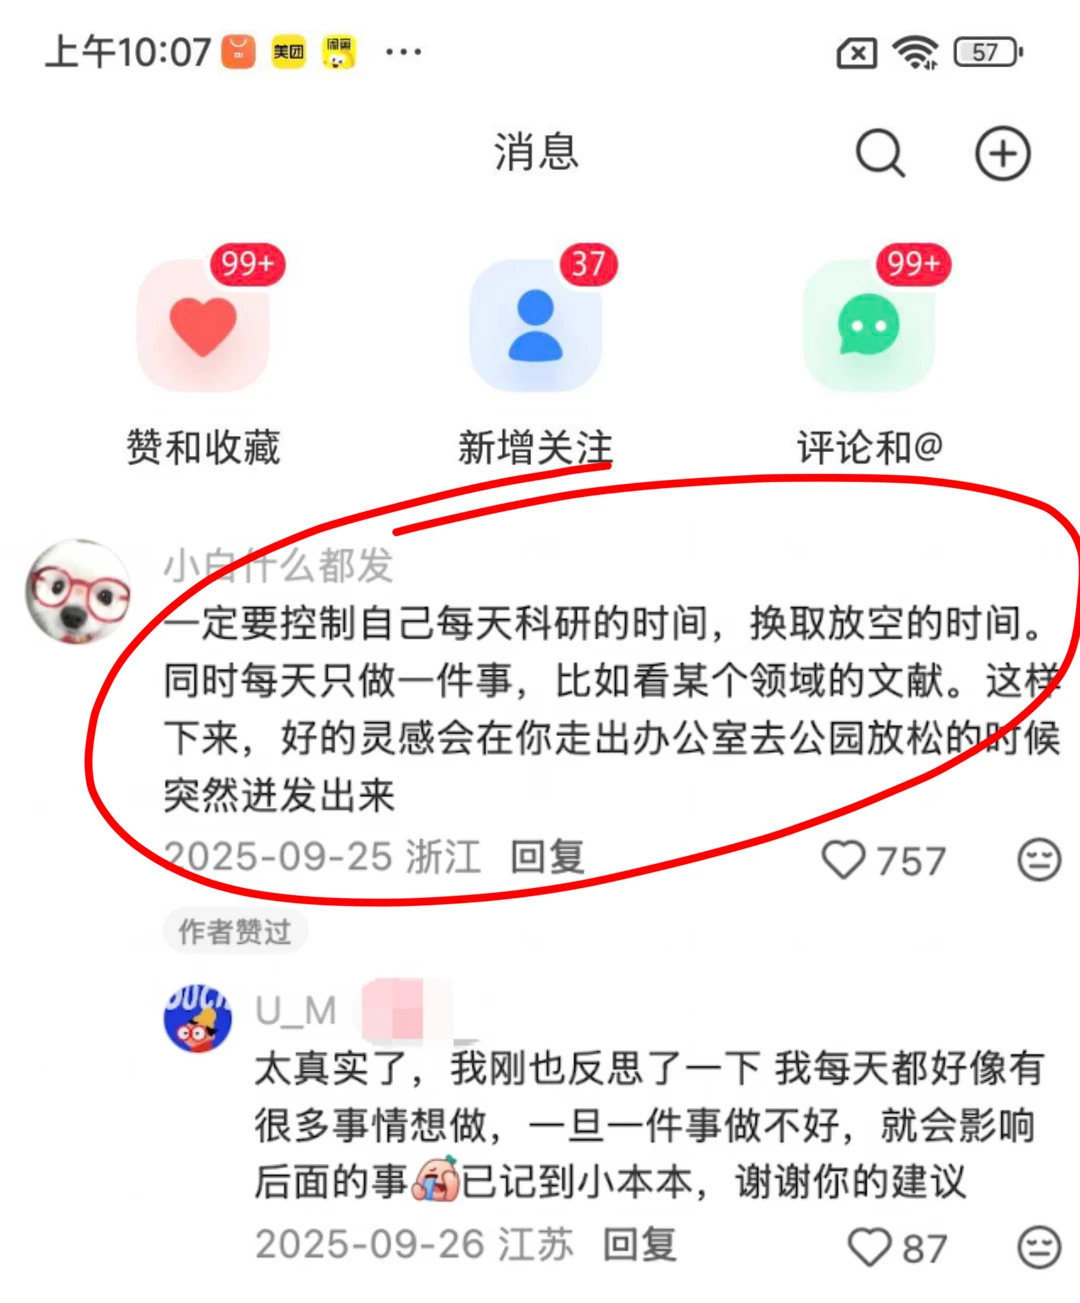 上午10:07 美团 闲鱼 ... 57
消息
99+ 37 99+
赞和收藏 新增关注 评论和@
小白什么都发
一定要控制自己每天科研的时间，换取放空的时间。
同时每天只做一件事，比如看某个领域的文献。这样
下来，好的灵感会在你走出办公室去公园放松的时候
突然迸发出来
2025-09-25 浙江 回复 757
作者赞过
U_M
太真实了，我刚也反思了一下 我每天都好像有
很多事情想做，一旦一件事做不好，就会影响
后面的事已记到小本本，谢谢你的建议
2025-09-26 江苏 回复 87